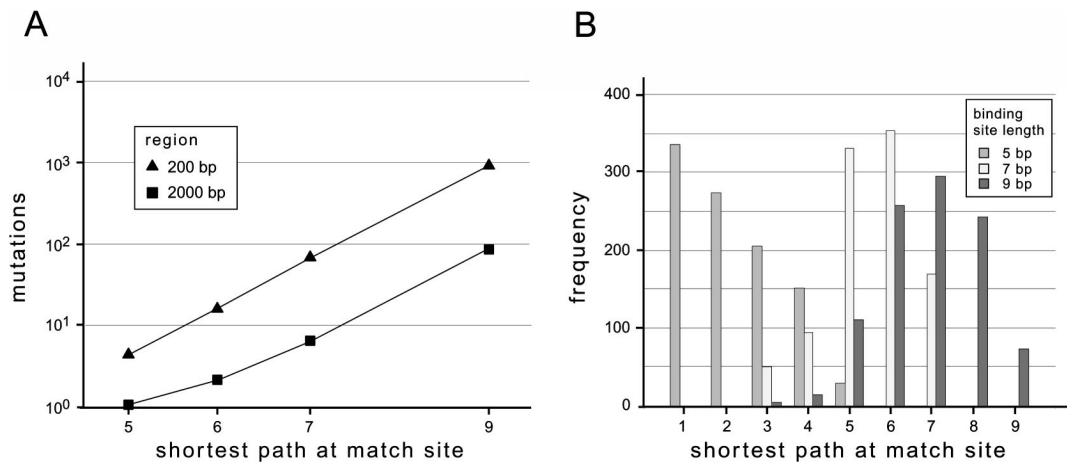 A
B
mutations
10⁴
10³
10²
10¹
10⁰
region
200 bp
2000 bp
5 6 7 9
shortest path at match site
frequency
400
300
200
100
0
binding
site length
5 bp
7 bp
9 bp
1 2 3 4 5 6 7 8 9
shortest path at match site